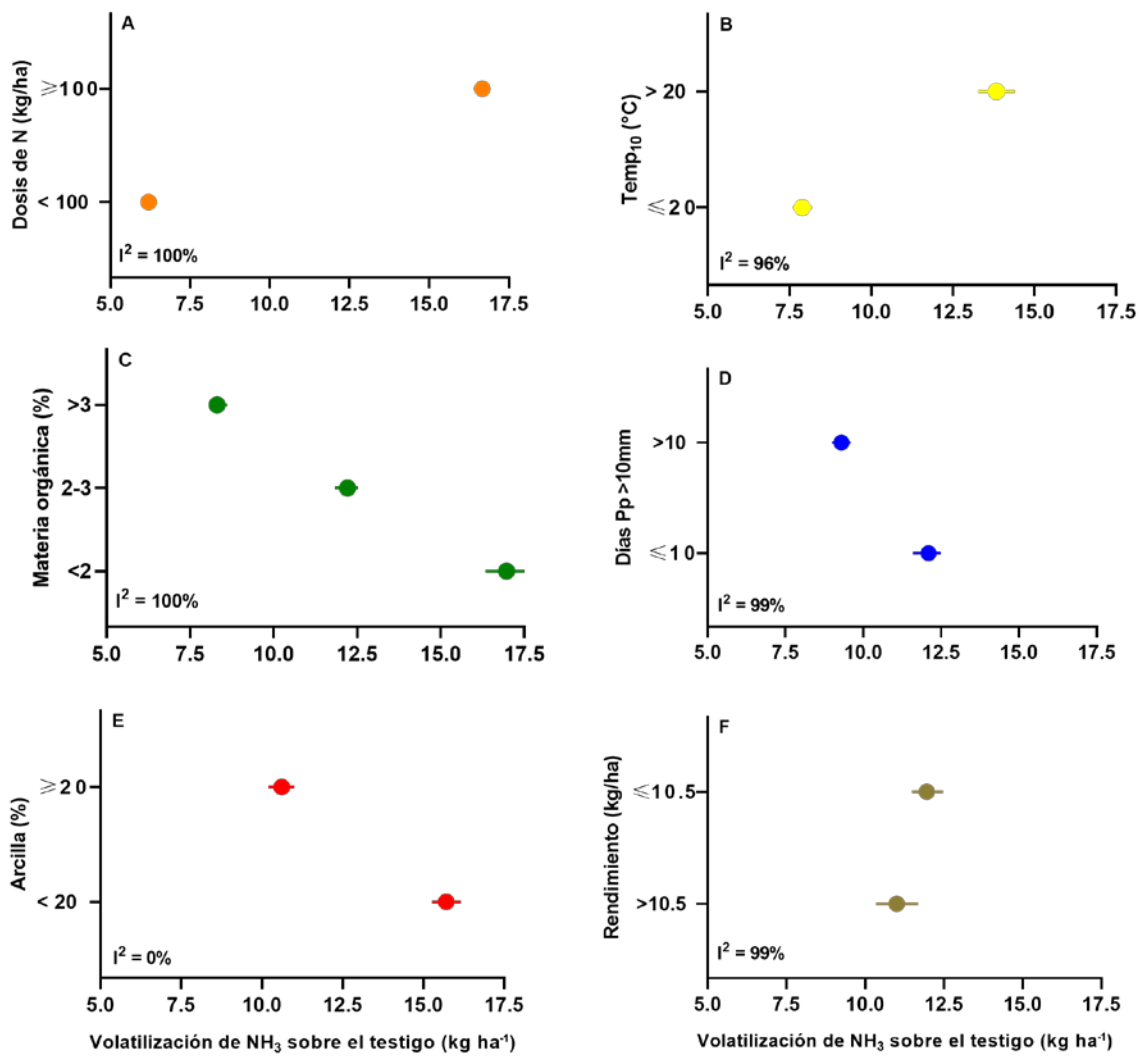 A
Dosis de N (kg/ha)
⩾100
< 100
I² = 100%
5.0 7.5 10.0 12.5 15.0 17.5
B
Temp₁₀ (°C)
> 20
⩽20
I² = 96%
5.0 7.5 10.0 12.5 15.0 17.5
C
Materia orgánica (%)
>3
2-3
<2
I² = 100%
5.0 7.5 10.0 12.5 15.0 17.5
D
Días Pp >10mm
>10
⩽10
I² = 99%
5.0 7.5 10.0 12.5 15.0 17.5
E
Arcilla (%)
⩾20
< 20
I² = 0%
5.0 7.5 10.0 12.5 15.0 17.5
Volatilización de NH₃ sobre el testigo (kg ha⁻¹)
F
Rendimiento (kg/ha)
⩽10.5
>10.5
I² = 99%
5.0 7.5 10.0 12.5 15.0 17.5
Volatilización de NH₃ sobre el testigo (kg ha⁻¹)